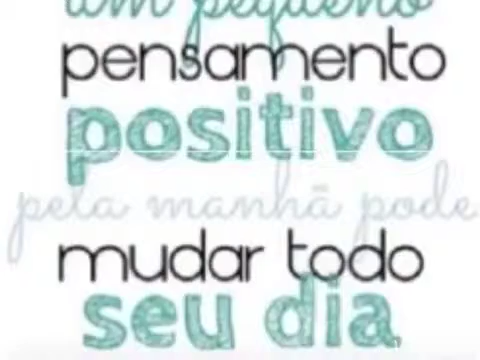 um pequeno
pensamento
positivo
pela manhã pode
mudar todo
seu dia